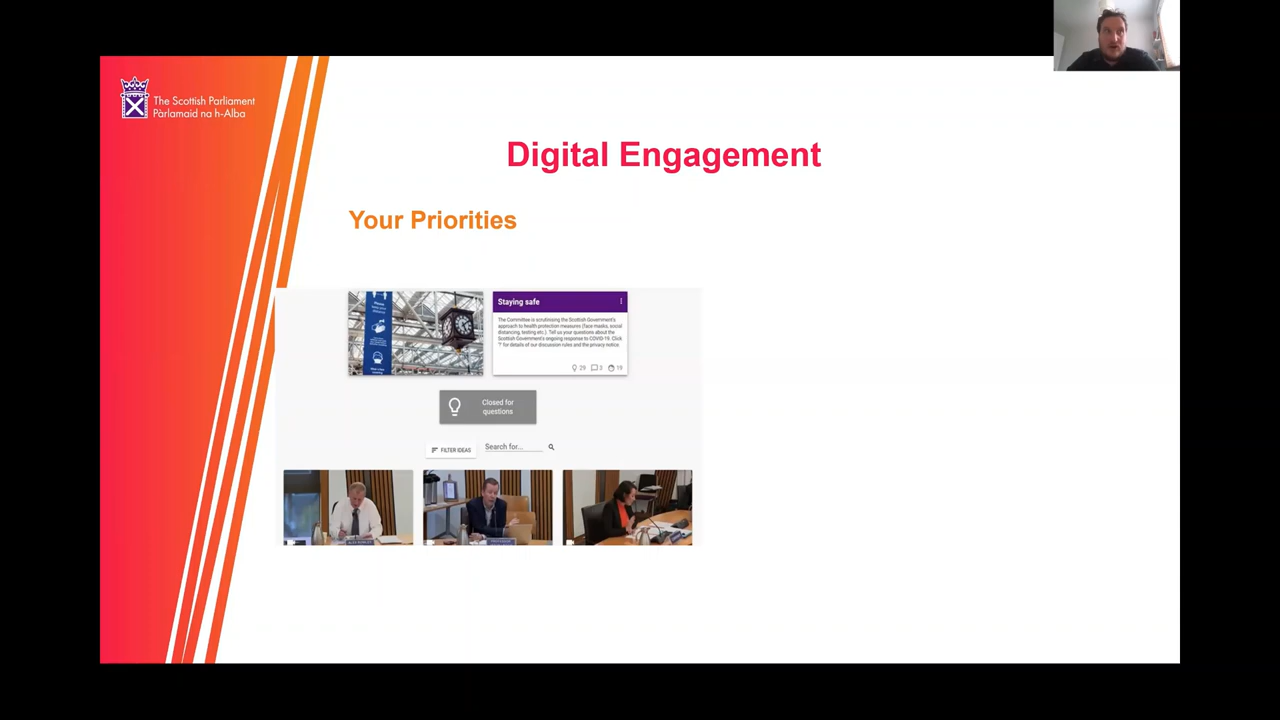 The Scottish Parliament
Pàrlamaid na h-Alba
Digital Engagement
Your Priorities
Staying safe
The Committee is scrutinising the Scottish Government's
approach to health protection measures (face masks, social
distancing, testing etc.). Tell us your questions about the
Scottish Government's ongoing response to COVID-19. Click
'?' for details of our discussion rules and the privacy notice.
29 3 19
Closed for
questions
FILTER IDEAS
Search for...